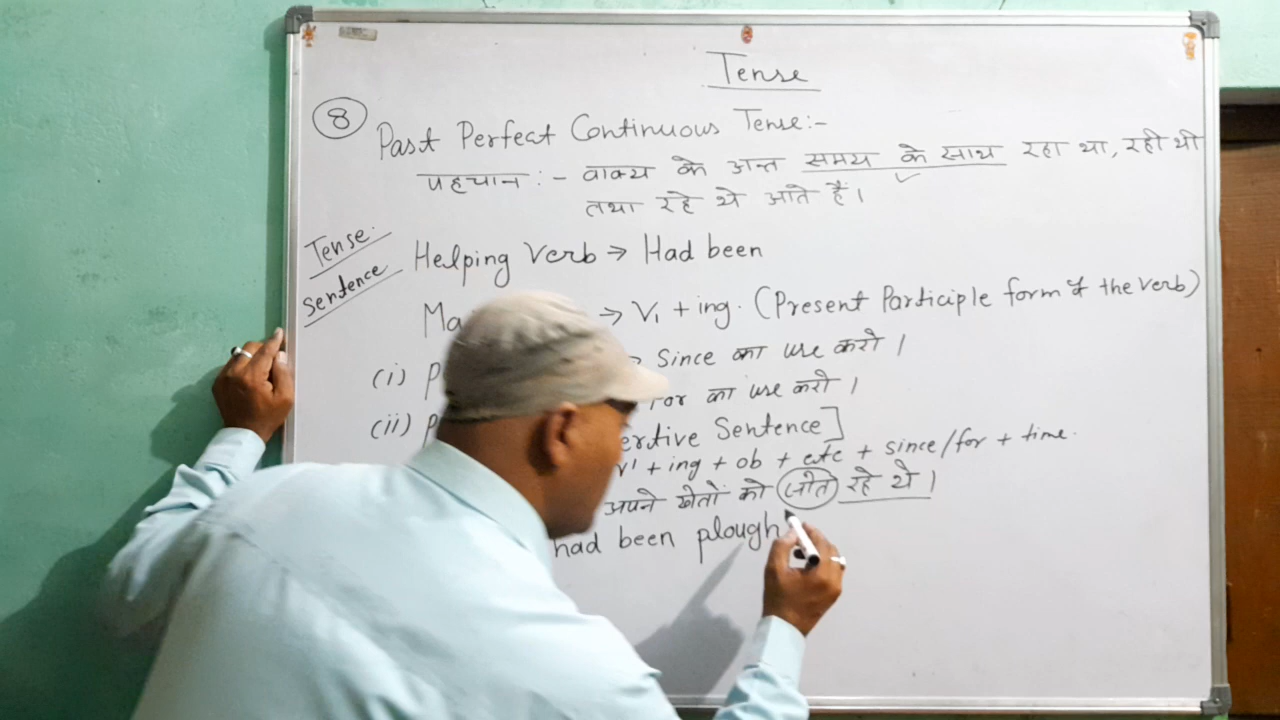 Tense
8
Past Perfect Continuous Tense:-
पहचान :- वाक्य के अन्त समय के साथ रहा था, रही थी
तथा रहे थे आते हैं।
Tense.
Sentence
Helping Verb → Had been
Ma → V1 + ing. (Present Participle form of the verb)
(i) P Since का use करो।
(ii) P For का use करो।
ertive Sentence]
V' + ing + ob + etc + since/for + time.
अपने खेतों को जोत रहे थे।
had been plough